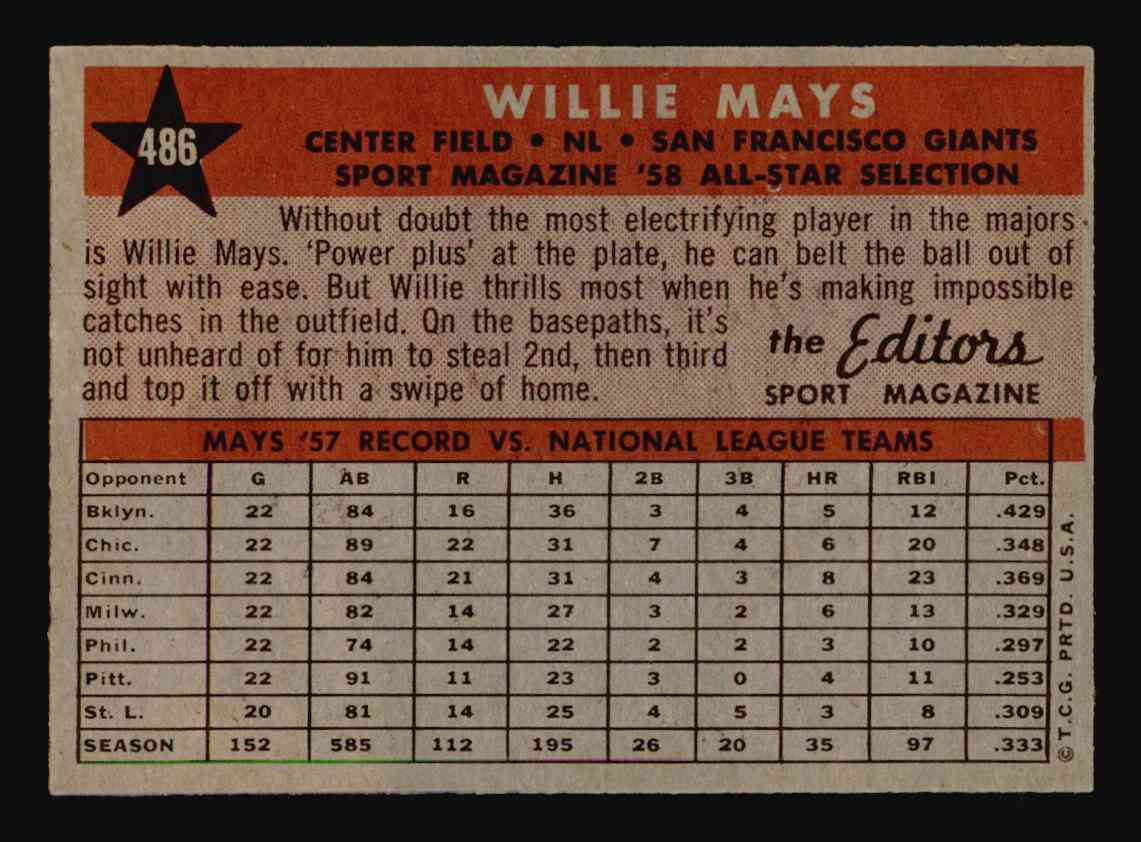 486
WILLIE MAYS
CENTER FIELD • NL • SAN FRANCISCO GIANTS
SPORT MAGAZINE '58 ALL-STAR SELECTION
Without doubt the most electrifying player in the majors
is Willie Mays. 'Power plus' at the plate, he can belt the ball out of
sight with ease. But Willie thrills most when he's making impossible
catches in the outfield. On the basepaths, it's
not unheard of for him to steal 2nd, then third
and top it off with a swipe of home.
the Editors
SPORT MAGAZINE
MAYS '57 RECORD VS. NATIONAL LEAGUE TEAMS
Opponent G AB R H 2B 3B HR RBI Pct.
Bklyn. 22 84 16 36 3 4 5 12 .429
Chic. 22 89 22 31 7 4 6 20 .348
Cinn. 22 84 21 31 4 3 8 23 .369
Milw. 22 82 14 27 3 2 6 13 .329
Phil. 22 74 14 22 2 2 3 10 .297
Pitt. 22 91 11 23 3 0 4 11 .253
St. L. 20 81 14 25 4 5 3 8 .309
SEASON 152 585 112 195 26 20 35 97 .333
© T.C.G. PRTD. U.S.A.